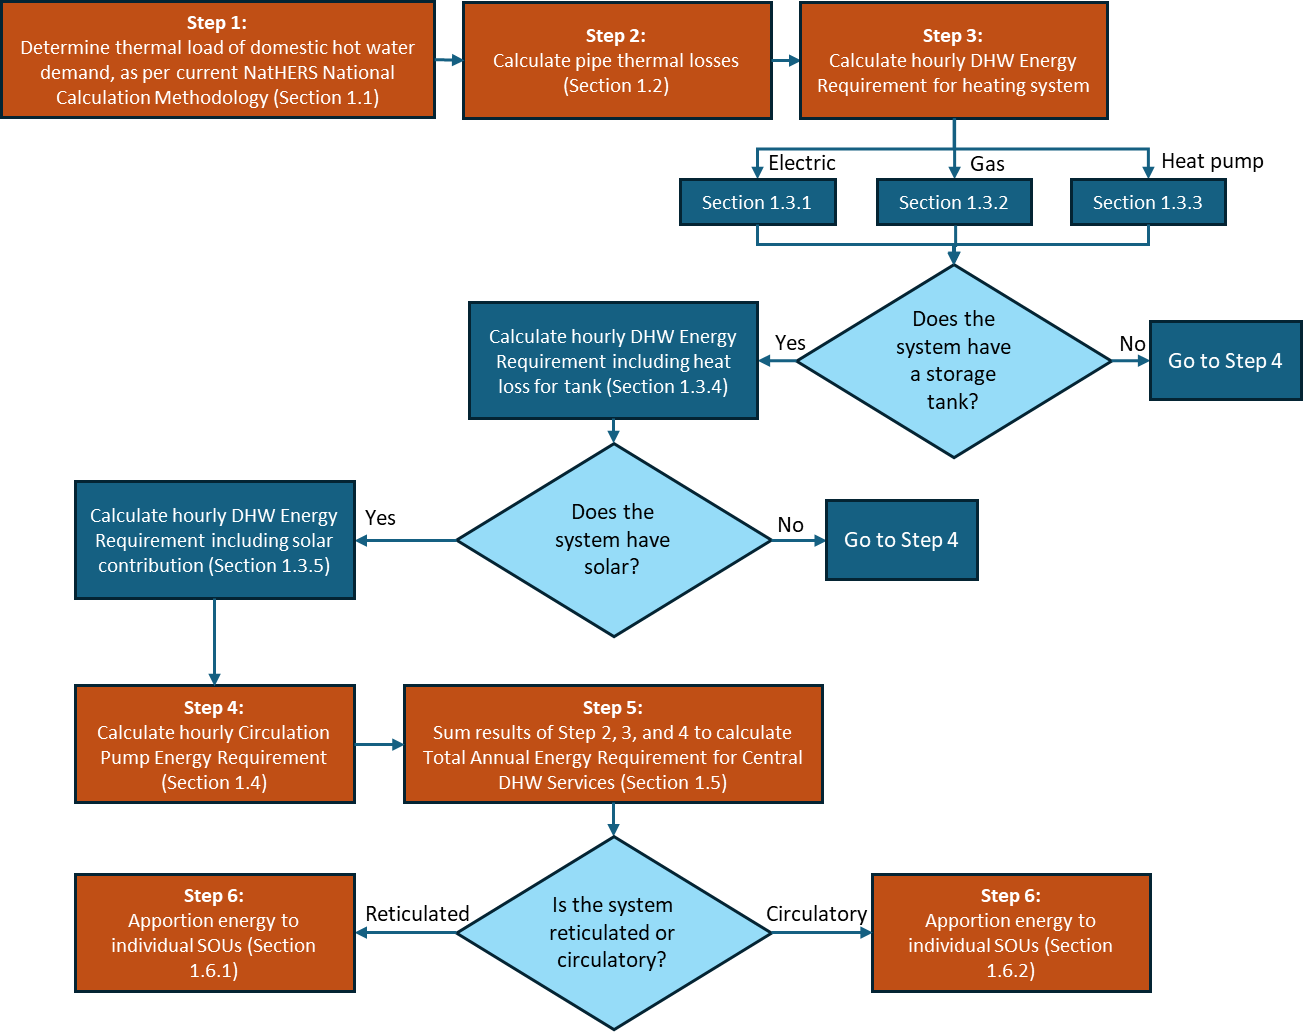 Step 1:
Determine thermal load of domestic hot water
demand, as per current NatHERS National
Calculation Methodology (Section 1.1)
Step 2:
Calculate pipe thermal losses
(Section 1.2)
Step 3:
Calculate hourly DHW Energy
Requirement for heating system
Electric
Gas
Heat pump
Section 1.3.1
Section 1.3.2
Section 1.3.3
Does the
system have
a storage
tank?
Yes
No
Go to Step 4
Calculate hourly DHW Energy
Requirement including heat
loss for tank (Section 1.3.4)
Does the
system have
solar?
Yes
No
Go to Step 4
Calculate hourly DHW Energy
Requirement including solar
contribution (Section 1.3.5)
Step 4:
Calculate hourly Circulation
Pump Energy Requirement
(Section 1.4)
Step 5:
Sum results of Step 2, 3, and 4 to calculate
Total Annual Energy Requirement for Central
DHW Services (Section 1.5)
Is the system
reticulated or
circulatory?
Reticulated
Circulatory
Step 6:
Apportion energy to
individual SOUs (Section
1.6.1)
Step 6:
Apportion energy to
individual SOUs (Section
1.6.2)